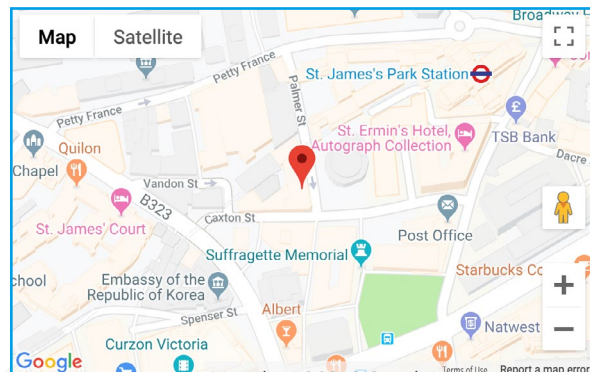 Map
Satellite
Broadway
Petty France
St. James's Park Station
Palmer St
Petty France
St. Ermin's Hotel,
Autograph Collection
£
TSB Bank
Dacre
Quilon
Chapel
Vandon St
B323
St. James' Court
Caxton St
Post Office
Suffragette Memorial
Embassy of the
Republic of Korea
Starbucks Co
+
Spenser St
Albert
Natwest
−
Curzon Victoria
Google
Terms of Use
Report a map error